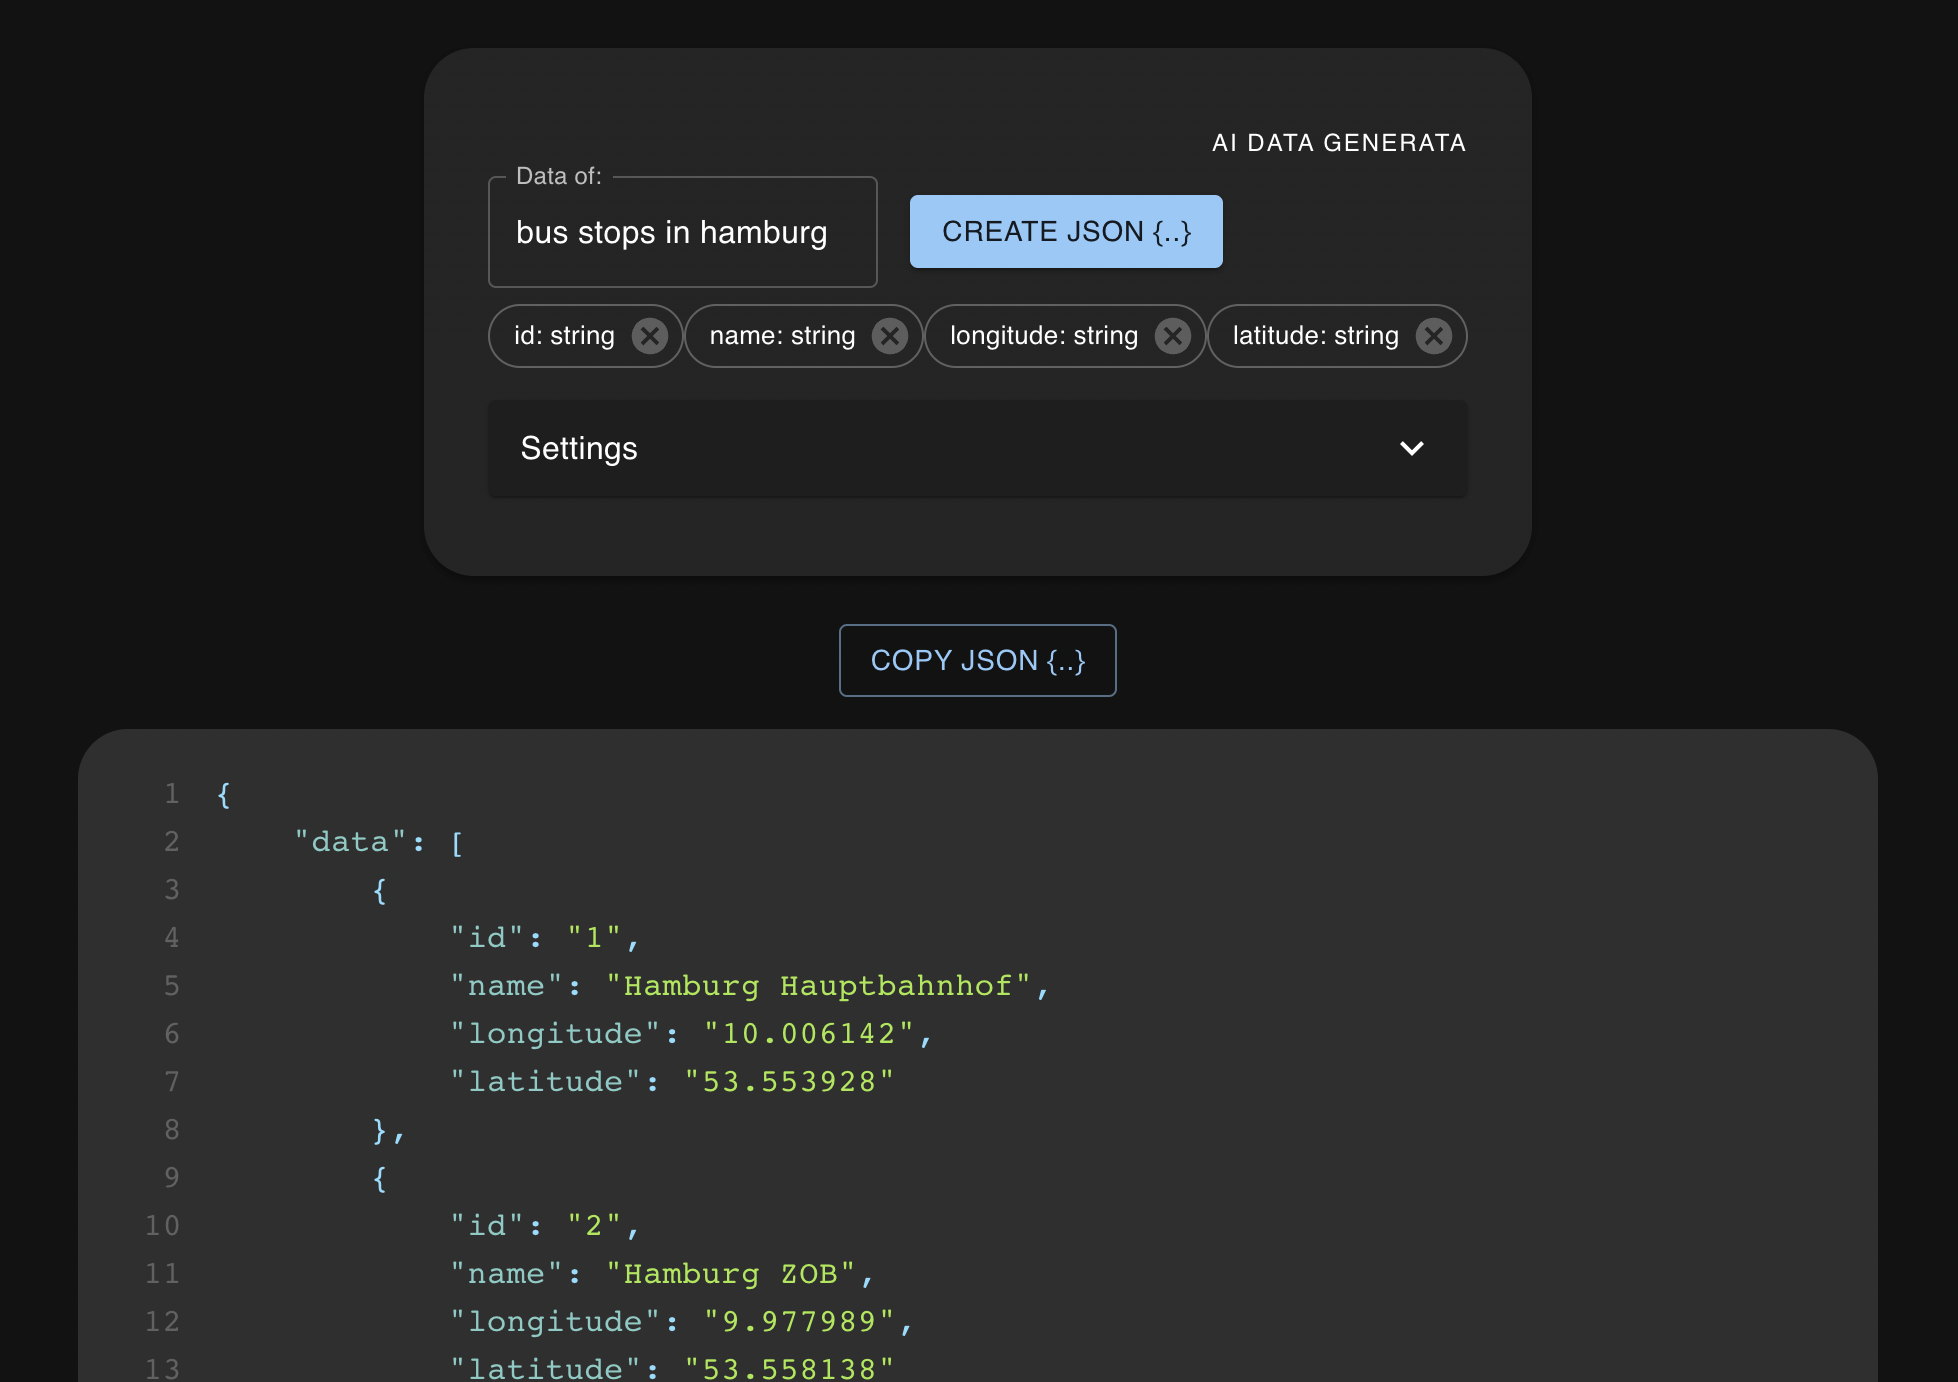 AI DATA GENERATA
Data of:
bus stops in hamburg
CREATE JSON {..}
id: string
name: string
longitude: string
latitude: string
Settings
COPY JSON {..}
1 {
2 "data": [
3 {
4 "id": "1",
5 "name": "Hamburg Hauptbahnhof",
6 "longitude": "10.006142",
7 "latitude": "53.553928"
8 },
9 {
10 "id": "2",
11 "name": "Hamburg ZOB",
12 "longitude": "9.977989",
13 "latitude": "53.558138"